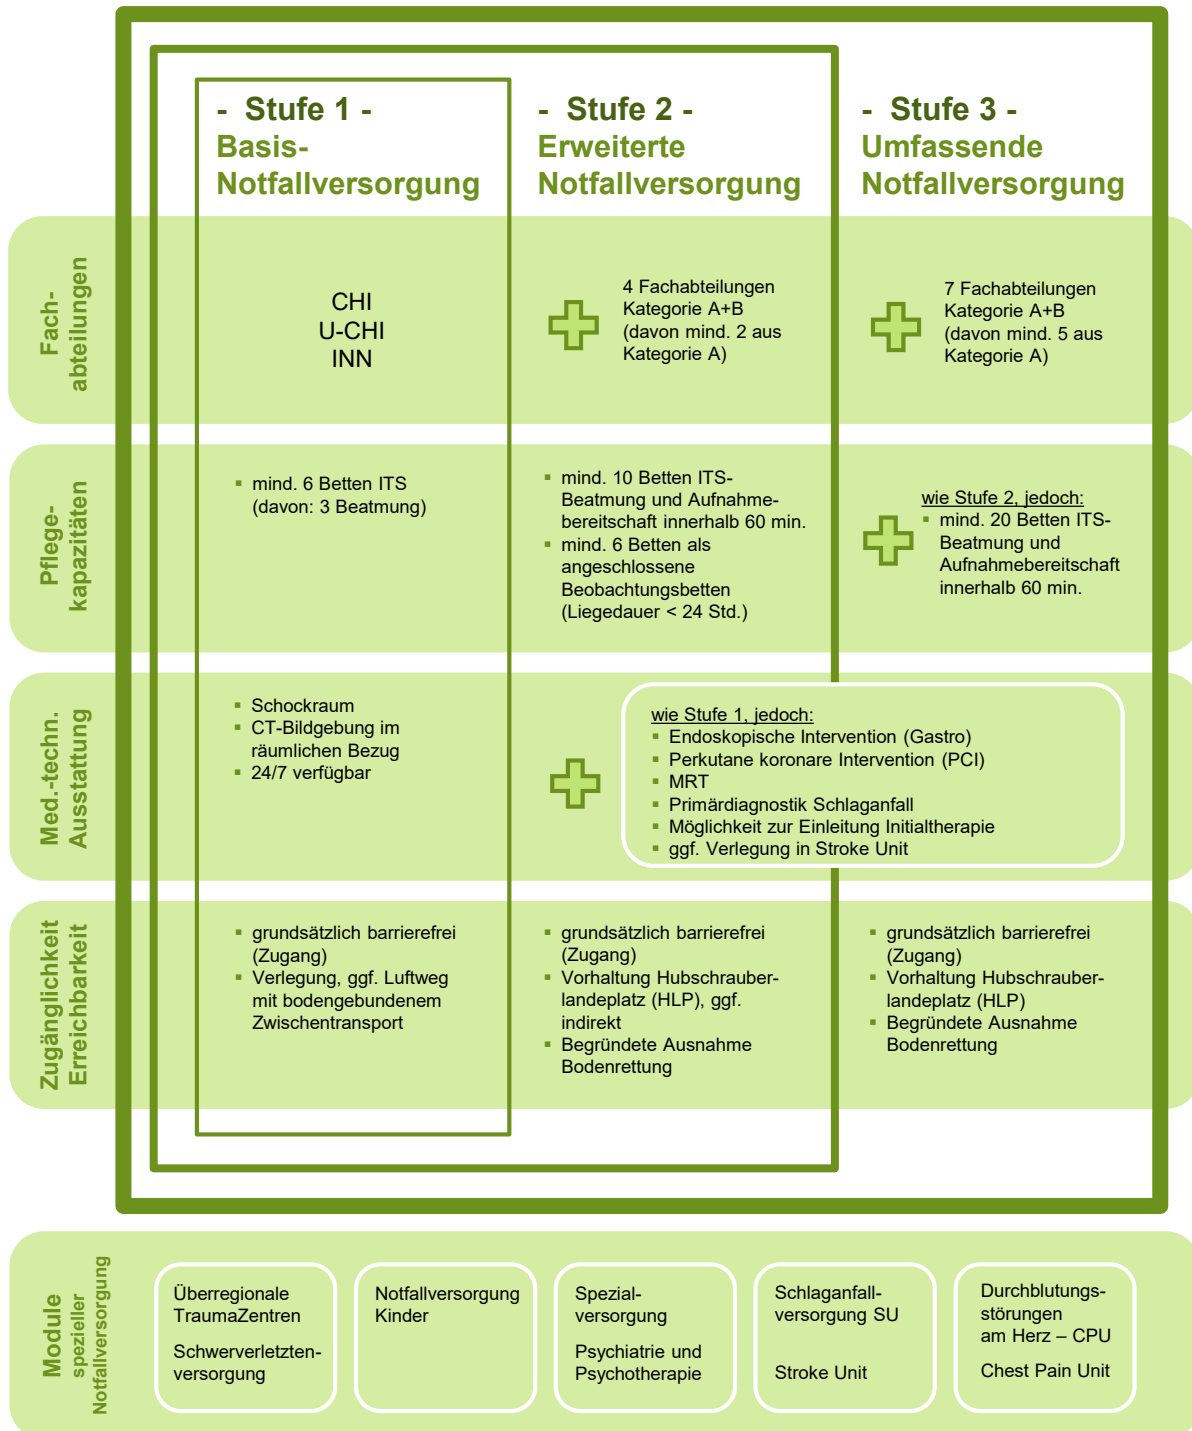 - Stufe 1 -
Basis-
Notfallversorgung
- Stufe 2 -
Erweiterte
Notfallversorgung
- Stufe 3 -
Umfassende
Notfallversorgung
Fach-
abteilungen
CHI
U-CHI
INN
4 Fachabteilungen
Kategorie A+B
(davon mind. 2 aus
Kategorie A)
7 Fachabteilungen
Kategorie A+B
(davon mind. 5 aus
Kategorie A)
Pflege-
kapazitäten
▪ mind. 6 Betten ITS
(davon: 3 Beatmung)
▪ mind. 10 Betten ITS-
Beatmung und Aufnahme-
bereitschaft innerhalb 60 min.
▪ mind. 6 Betten als
angeschlossene
Beobachtungsbetten
(Liegedauer < 24 Std.)
wie Stufe 2, jedoch:
▪ mind. 20 Betten ITS-
Beatmung und
Aufnahmebereitschaft
innerhalb 60 min.
Med.-techn.
Ausstattung
▪ Schockraum
▪ CT-Bildgebung im
räumlichen Bezug
▪ 24/7 verfügbar
wie Stufe 1, jedoch:
▪ Endoskopische Intervention (Gastro)
▪ Perkutane koronare Intervention (PCI)
▪ MRT
▪ Primärdiagnostik Schlaganfall
▪ Möglichkeit zur Einleitung Initialtherapie
▪ ggf. Verlegung in Stroke Unit
Zugänglichkeit
Erreichbarkeit
▪ grundsätzlich barrierefrei
(Zugang)
▪ Verlegung, ggf. Luftweg
mit bodengebundenem
Zwischentransport
▪ grundsätzlich barrierefrei
(Zugang)
▪ Vorhaltung Hubschrauber-
landeplatz (HLP), ggf.
indirekt
▪ Begründete Ausnahme
Bodenrettung
▪ grundsätzlich barrierefrei
(Zugang)
▪ Vorhaltung Hubschrauber-
landeplatz (HLP)
▪ Begründete Ausnahme
Bodenrettung
Module
spezieller
Notfallversorgung
Überregionale
TraumaZentren
Schwerverletzten-
versorgung
Notfallversorgung
Kinder
Spezial-
versorgung
Psychiatrie und
Psychotherapie
Schlaganfall-
versorgung SU
Stroke Unit
Durchblutungs-
störungen
am Herz – CPU
Chest Pain Unit